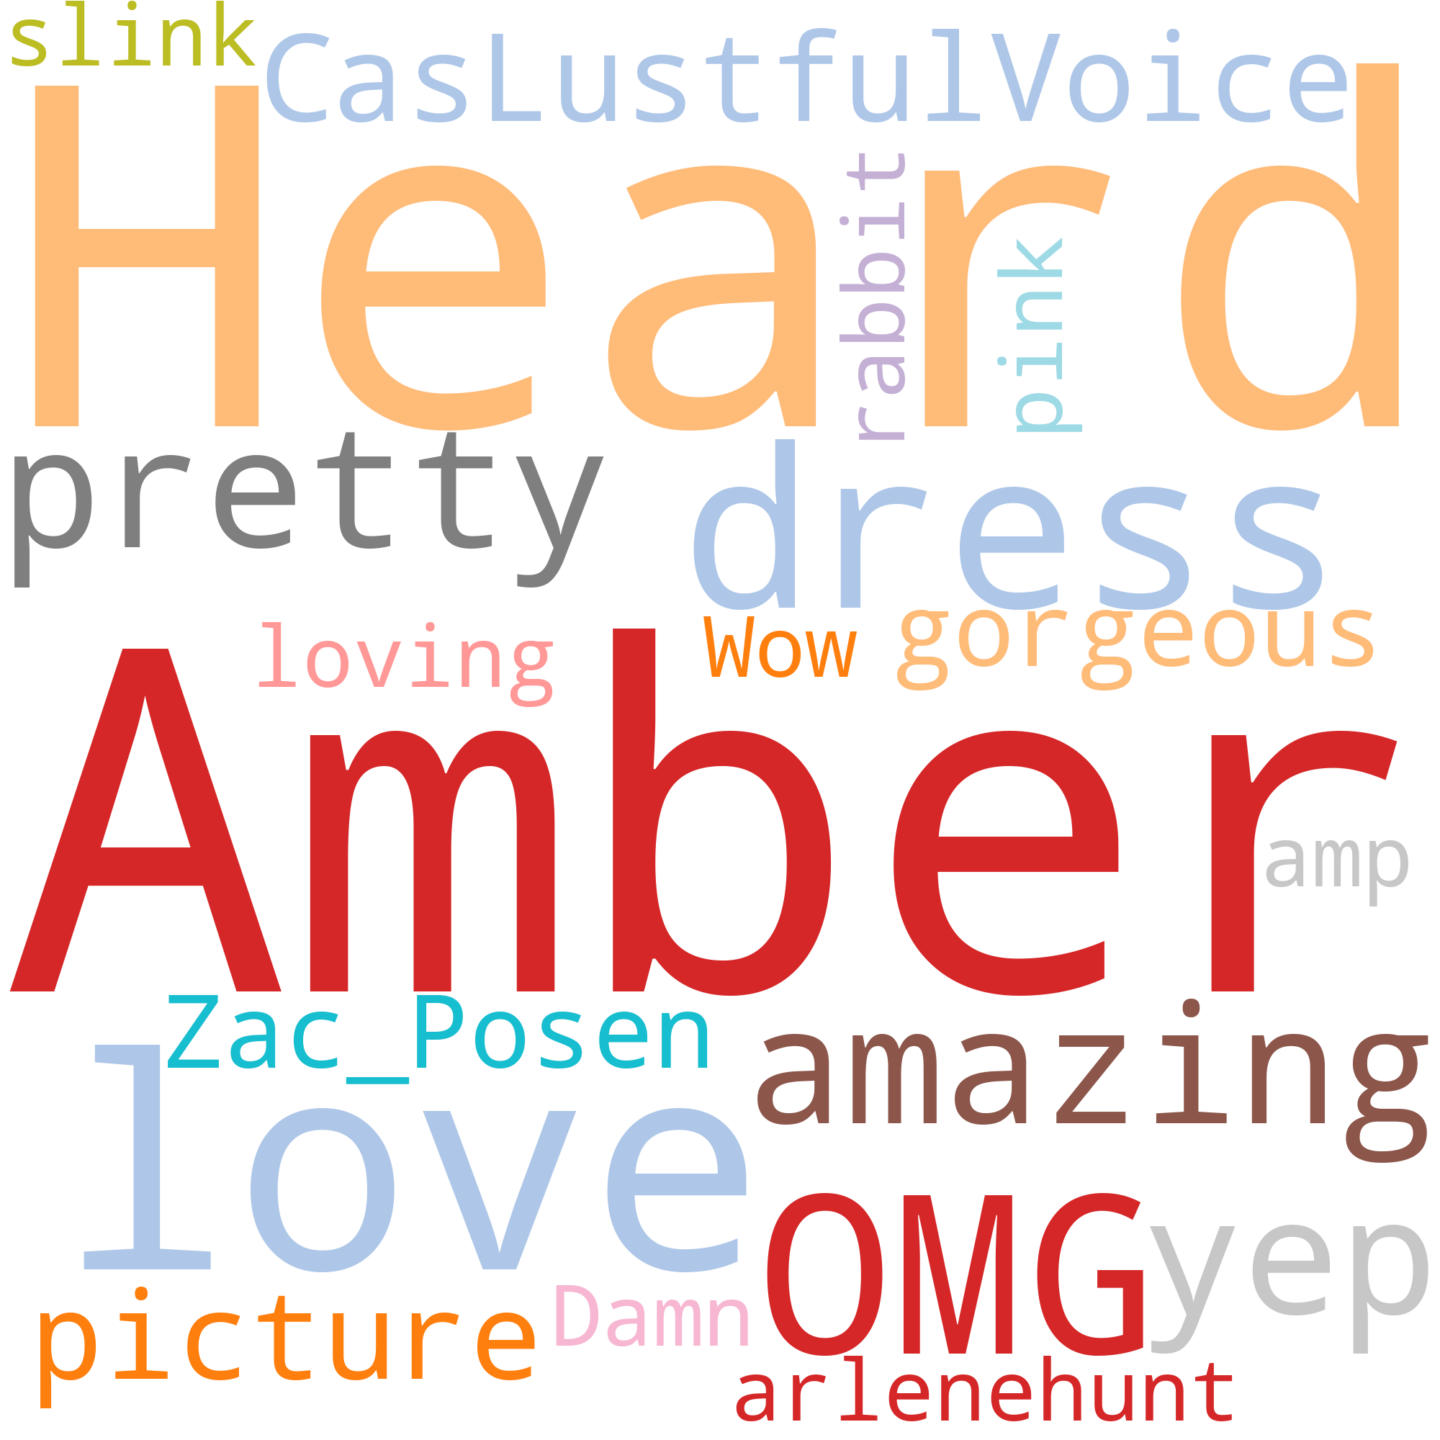 slink
CasLustfulVoice
Heard
rabbit
pink
pretty
dress
loving
Wow
gorgeous
Amber
amp
Zac_Posen
amazing
love
OMG
yep
picture
Damn
arlenehunt